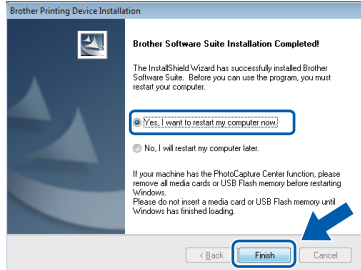 Brother Printing Device Installation
Brother Software Suite Installation Completed!
The InstallShield Wizard has successfully installed Brother
Software Suite. Before you can use the program, you must
restart your computer.
Yes, I want to restart my computer now.
No, I will restart my computer later.
If your machine has the PhotoCapture Center function, please
remove all media cards or USB Flash memory before restarting
Windows.
Please do not insert a media card or USB Flash memory until
Windows has finished loading.
< Back
Finish
Cancel